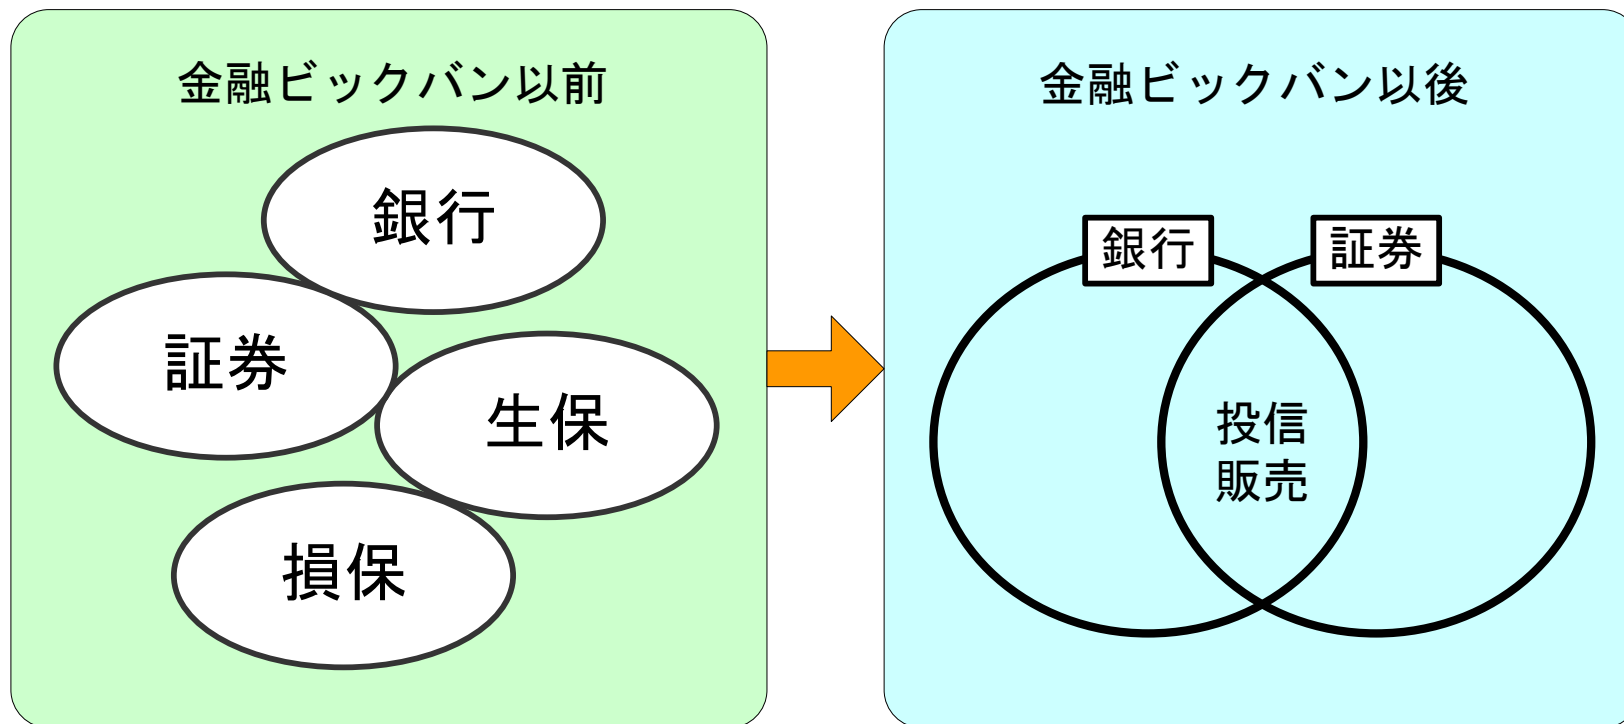 金融ビックバン以前
銀行
証券
生保
損保
金融ビックバン以後
銀行
証券
投信
販売